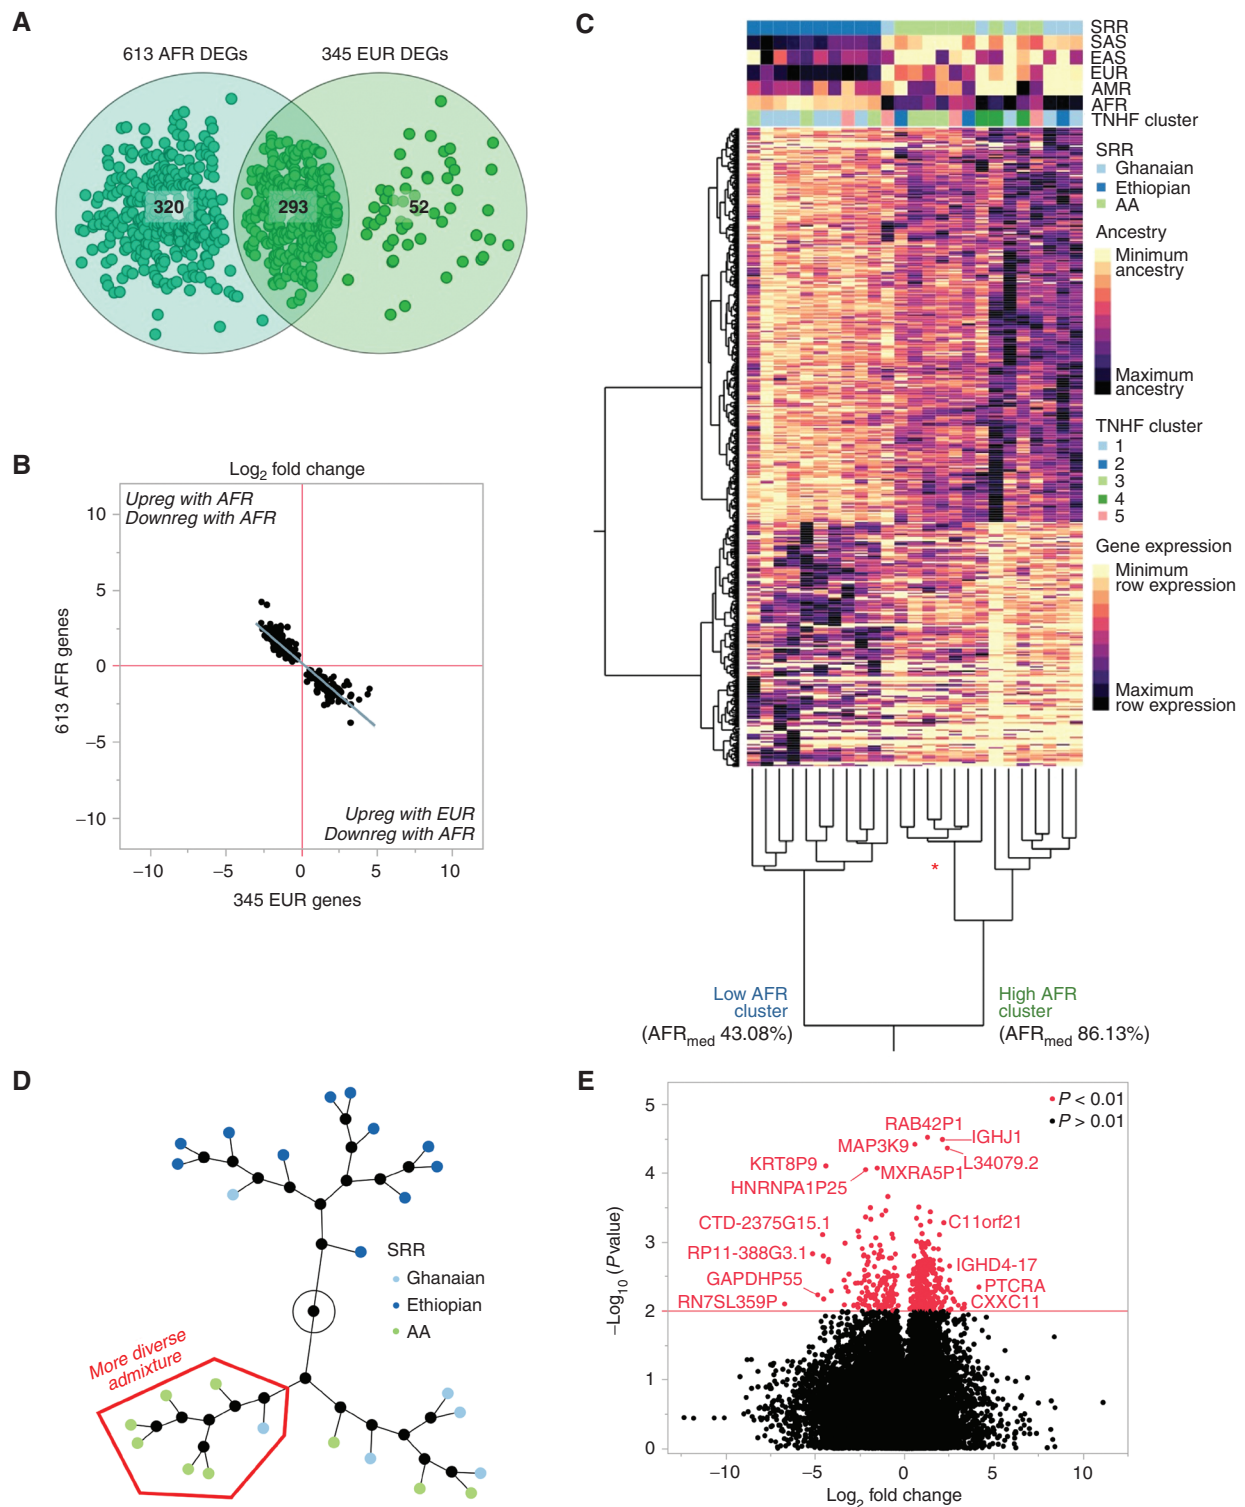 A
613 AFR DEGs
345 EUR DEGs
320
293
52
B
Log2 fold change
Upreg with AFR
Downreg with AFR
10
5
0
−5
−10
613 AFR genes
Upreg with EUR
Downreg with AFR
−10
−5
0
5
10
345 EUR genes
C
SRR
SAS
EAS
EUR
AMR
AFR
TNHF cluster
SRR
Ghanaian
Ethiopian
AA
Ancestry
Minimum
ancestry
Maximum
ancestry
TNHF cluster
1
2
3
4
5
Gene expression
Minimum
row expression
Maximum
row expression
*
Low AFR
cluster
(AFRmed 43.08%)
High AFR
cluster
(AFRmed 86.13%)
D
SRR
Ghanaian
Ethiopian
AA
More diverse
admixture
E
P < 0.01
P > 0.01
5
4
3
2
1
0
−Log10 (P value)
RAB42P1
IGHJ1
MAP3K9
L34079.2
KRT8P9
MXRA5P1
HNRNPA1P25
CTD-2375G15.1
C11orf21
RP11-388G3.1
IGHD4-17
GAPDHP55
PTCRA
RN7SL359P
CXXC11
−10
−5
0
5
10
Log2 fold change